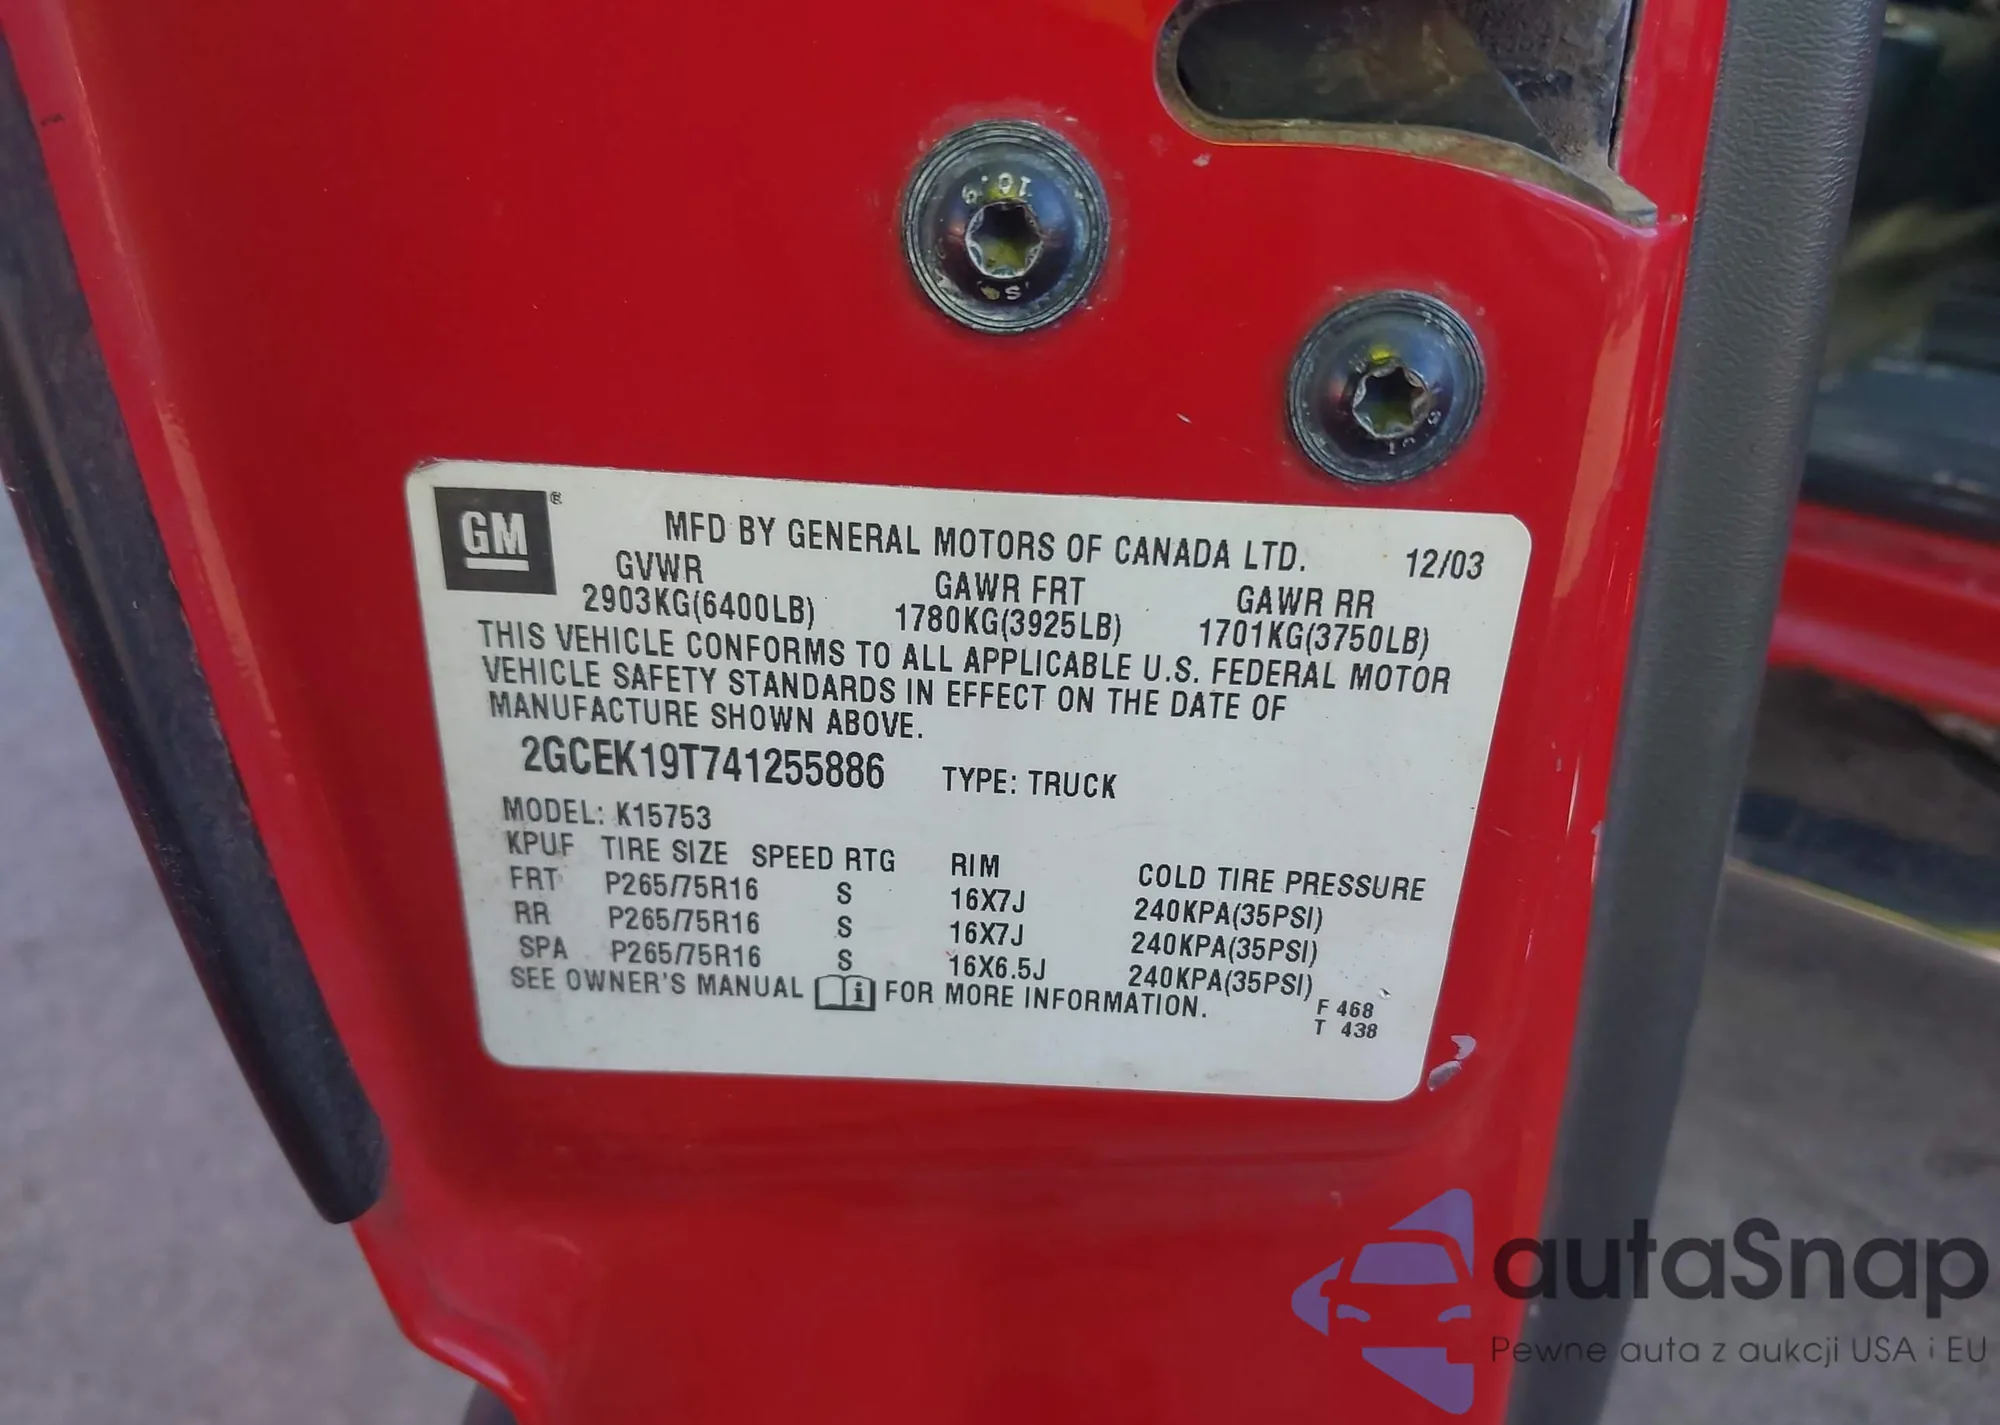 10.9
GM ®
MFD BY GENERAL MOTORS OF CANADA LTD. 12/03
GVWR GAWR FRT GAWR RR
2903KG(6400LB) 1780KG(3925LB) 1701KG(3750LB)
THIS VEHICLE CONFORMS TO ALL APPLICABLE U.S. FEDERAL MOTOR
VEHICLE SAFETY STANDARDS IN EFFECT ON THE DATE OF
MANUFACTURE SHOWN ABOVE.
2GCEK19T741255886 TYPE: TRUCK
MODEL: K15753
KPUF TIRE SIZE SPEED RTG RIM COLD TIRE PRESSURE
FRT P265/75R16 S 16X7J 240KPA(35PSI)
RR P265/75R16 S 16X7J 240KPA(35PSI)
SPA P265/75R16 S 16X6.5J 240KPA(35PSI)
SEE OWNER'S MANUAL i FOR MORE INFORMATION.
F 468
T 438
autaSnap
Pewne auta z aukcji USA i EU